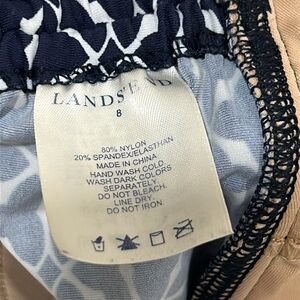 LANDS' END
8
80% NYLON
20% SPANDEX/ELASTHAN
MADE IN CHINA
HAND WASH COLD.
WASH DARK COLORS
SEPARATELY.
DO NOT BLEACH.
LINE DRY.
DO NOT IRON.